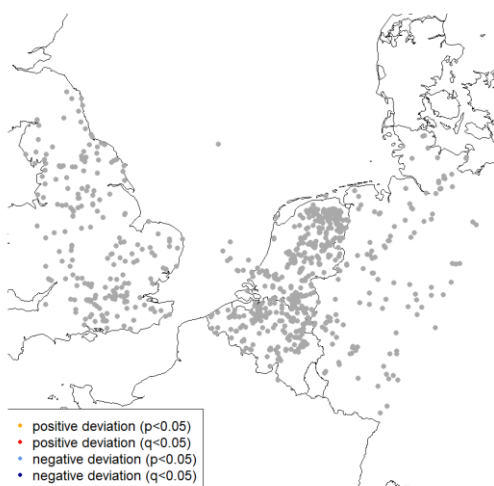 positive deviation (p<0.05)
positive deviation (q<0.05)
negative deviation (p<0.05)
negative deviation (q<0.05)